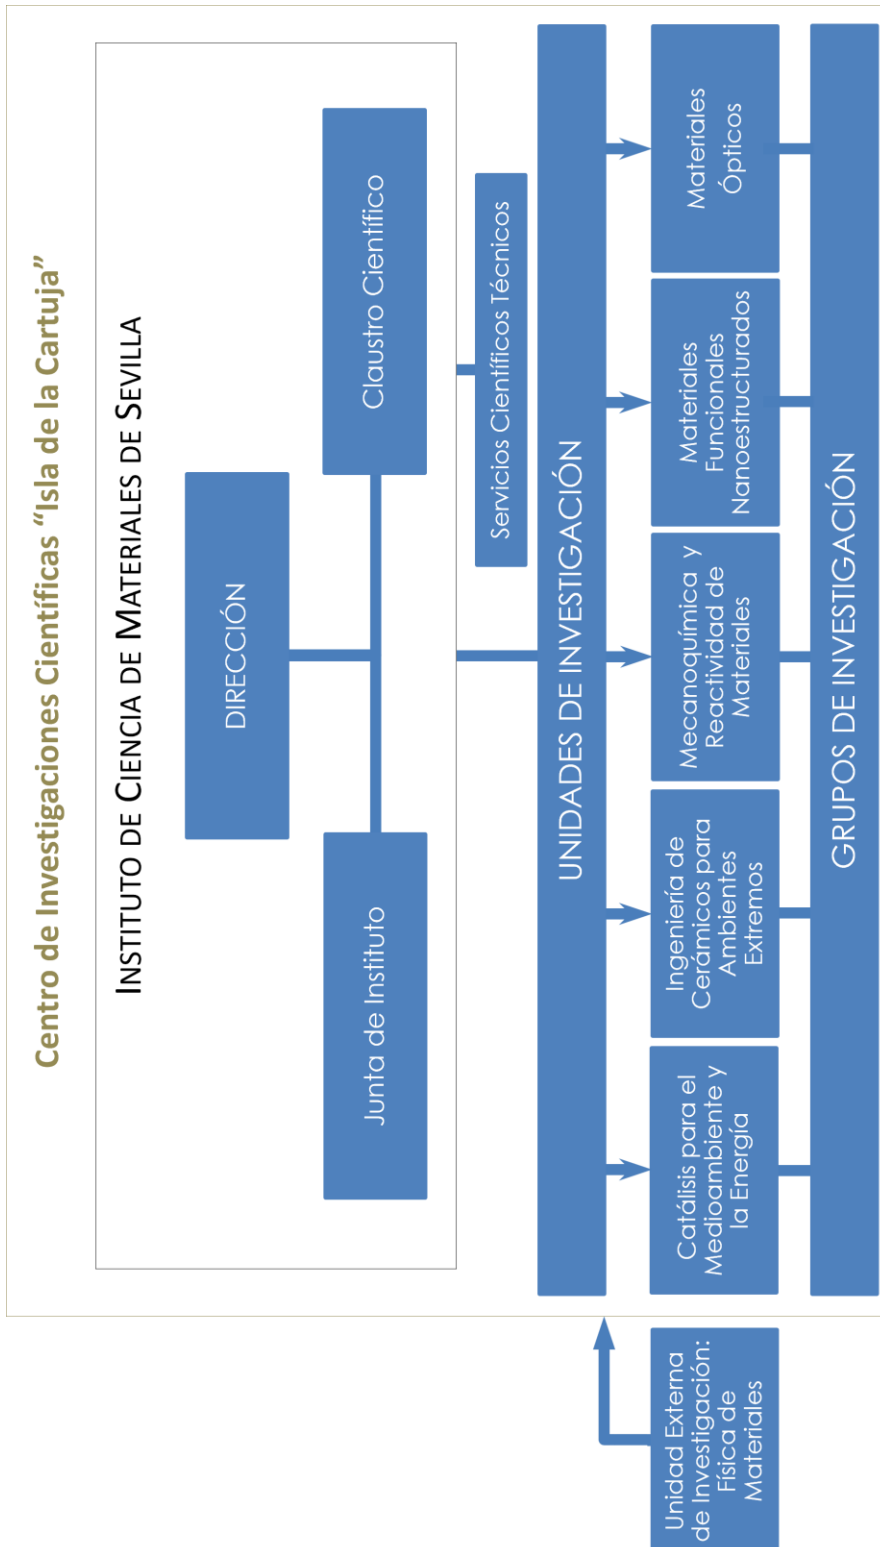 Centro de Investigaciones Científicas “Isla de la Cartuja”
INSTITUTO DE CIENCIA DE MATERIALES DE SEVILLA
DIRECCIÓN
Junta de Instituto
Claustro Científico
Servicios Científicos Técnicos
UNIDADES DE INVESTIGACIÓN
Unidad Externa
de Investigación:
Física de
Materiales
Catálisis para el
Medioambiente y
la Energía
Ingeniería de
Cerámicos para
Ambientes
Extremos
Mecanoquímica y
Reactividad de
Materiales
Materiales
Funcionales
Nanoestructurados
Materiales
Ópticos
GRUPOS DE INVESTIGACIÓN